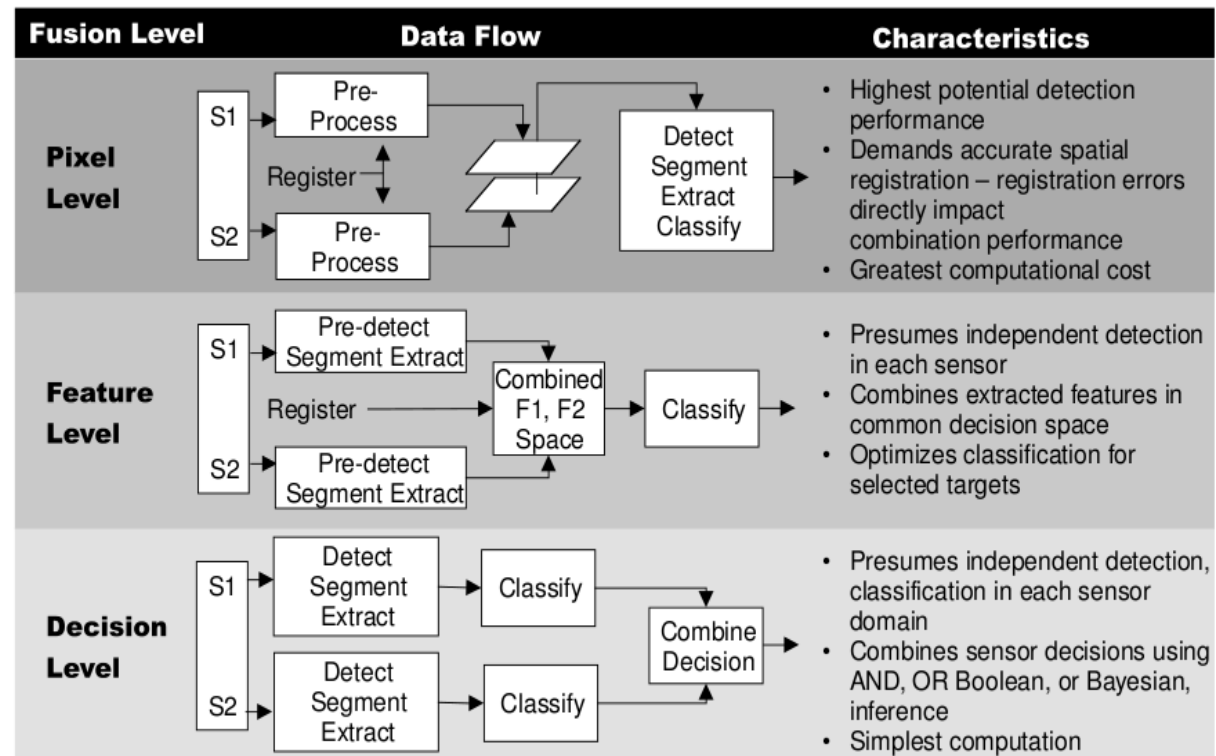 Fusion Level Data Flow Characteristics
Pixel
Level
S1
S2
Pre-
Process
Register
Pre-
Process
Detect
Segment
Extract
Classify
• Highest potential detection
performance
• Demands accurate spatial
registration – registration errors
directly impact
combination performance
• Greatest computational cost
Feature
Level
S1
S2
Pre-detect
Segment Extract
Register
Pre-detect
Segment Extract
Combined
F1, F2
Space
Classify
• Presumes independent detection
in each sensor
• Combines extracted features in
common decision space
• Optimizes classification for
selected targets
Decision
Level
S1
S2
Detect
Segment
Extract
Classify
Detect
Segment
Extract
Classify
Combine
Decision
• Presumes independent detection,
classification in each sensor
domain
• Combines sensor decisions using
AND, OR Boolean, or Bayesian,
inference
• Simplest computation